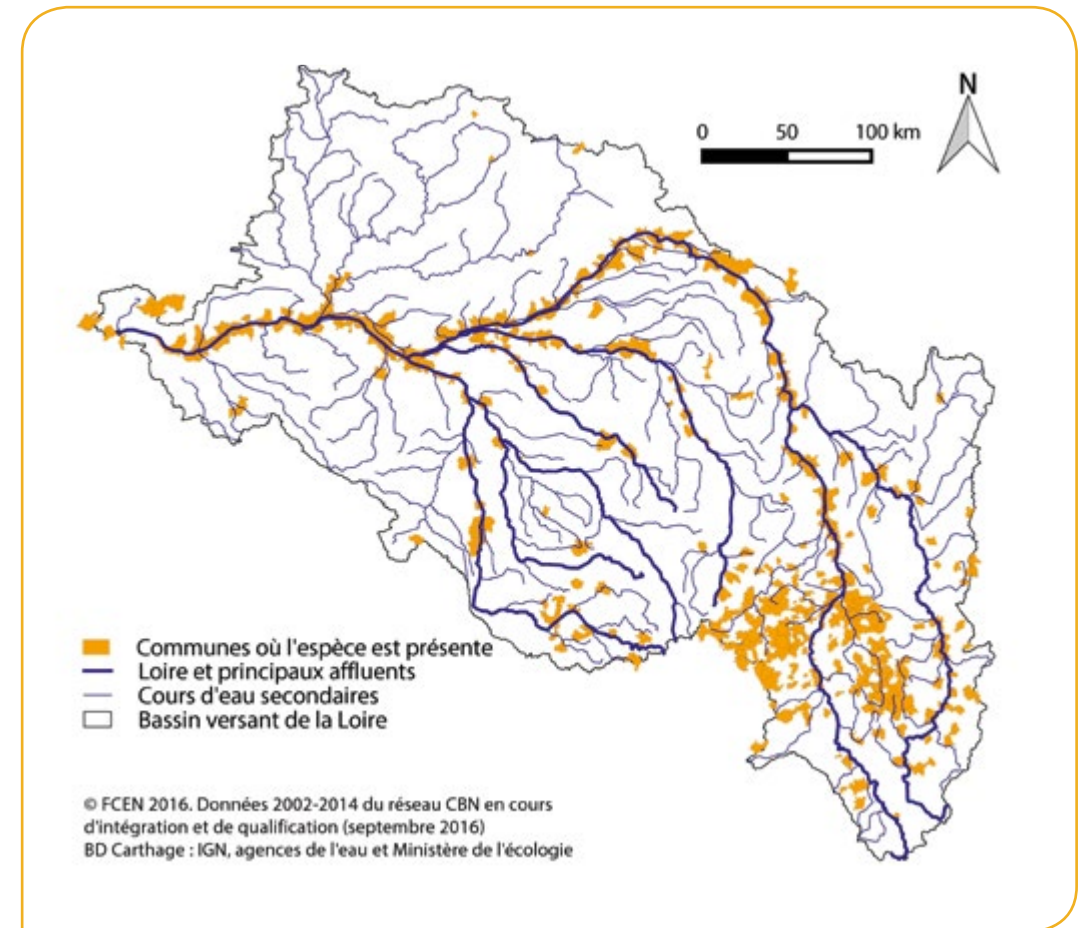 N
0 50 100 km
Communes où l'espèce est présente
Loire et principaux affluents
Cours d'eau secondaires
Bassin versant de la Loire
© FCEN 2016. Données 2002-2014 du réseau CBN en cours
d'intégration et de qualification (septembre 2016)
BD Carthage : IGN, agences de l'eau et Ministère de l'écologie